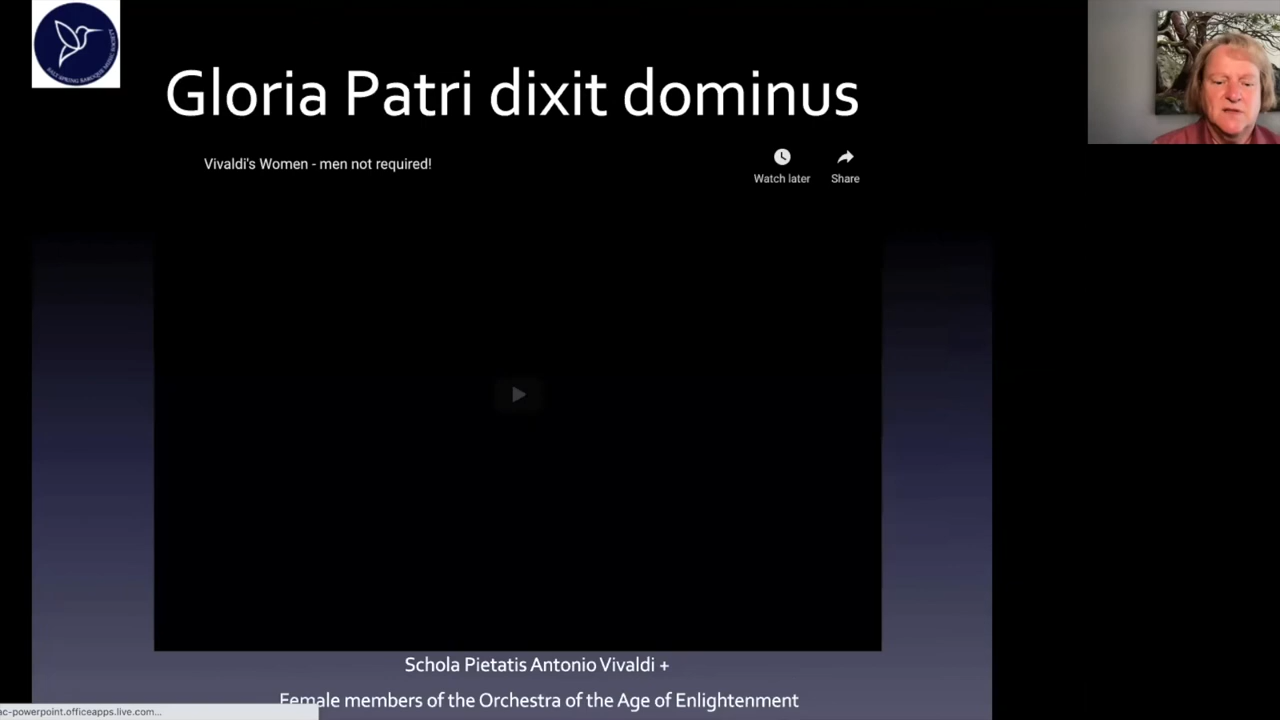 Gloria Patri dixit dominus
Vivaldi's Women - men not required!
Watch later
Share
Schola Pietatis Antonio Vivaldi +
Female members of the Orchestra of the Age of Enlightenment
ac-powerpoint.officeapps.live.com...